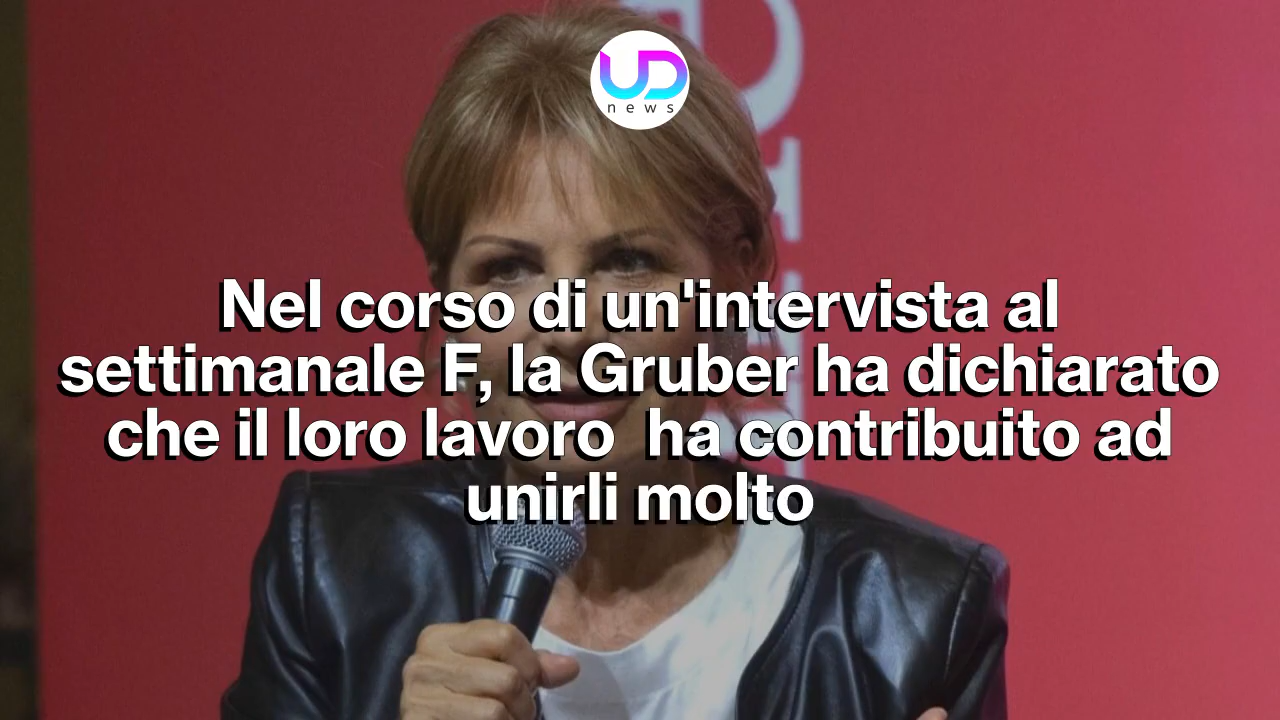 UD
news
Nel corso di un'intervista al
settimanale F, la Gruber ha dichiarato
che il loro lavoro  ha contribuito ad
unirli molto